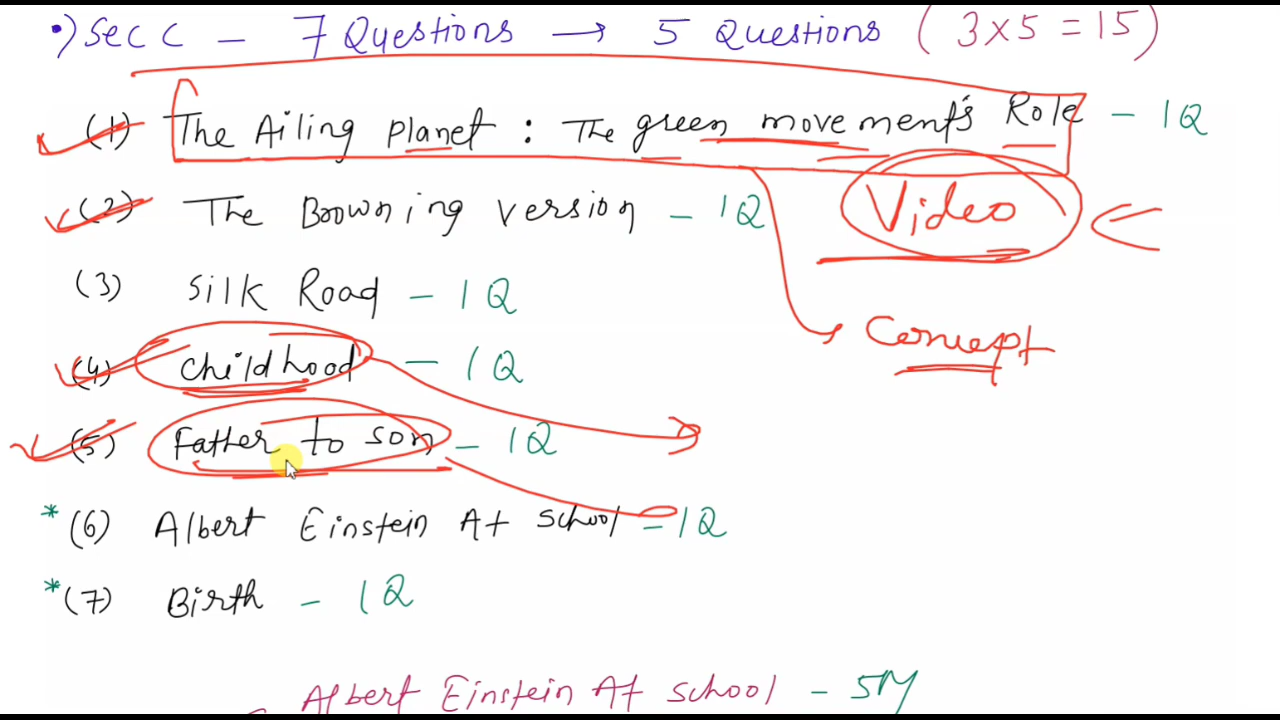 •) Sec C – 7 Questions → 5 Questions (3×5=15)
(1) The Ailing planet : The green movement's Role – 1Q
(2) The Browning version – 1Q
Video
(3) Silk Road – 1Q
Concept
(4) childhood – 1Q
(5) Father to son – 1Q
* (6) Albert Einstein At school – 1Q
* (7) Birth – 1Q
Albert Einstein At school – 5M